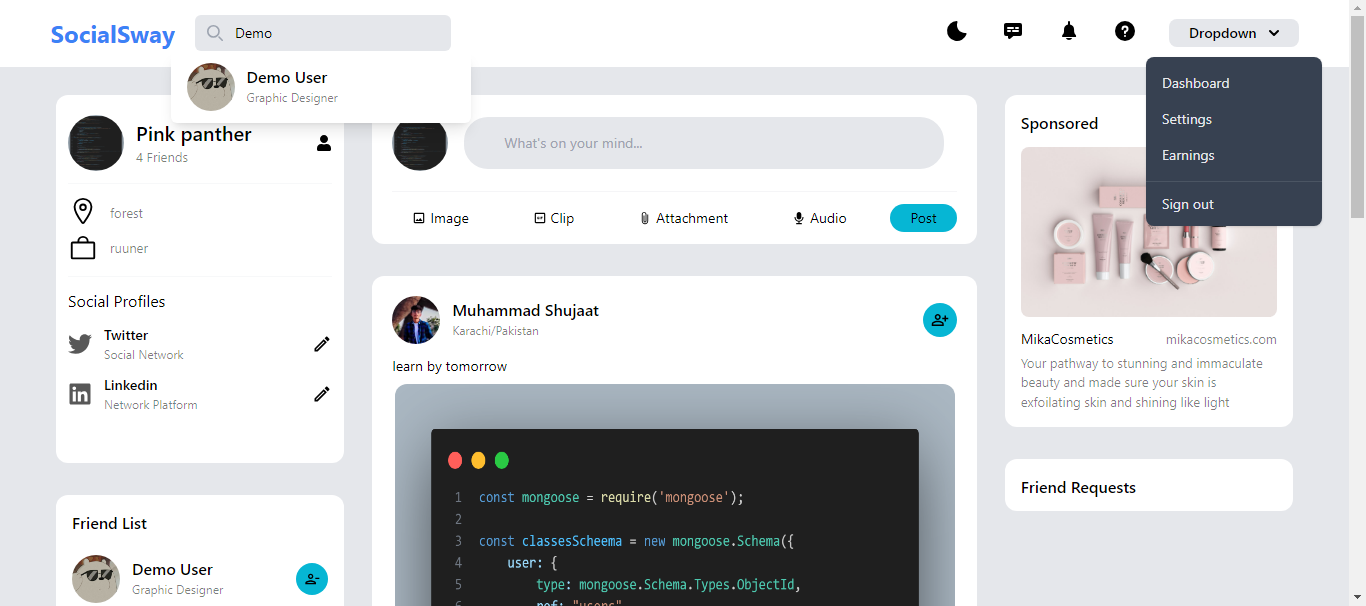 SocialSway
Demo
Dropdown
Demo User
Graphic Designer
Dashboard
Settings
Earnings
Sign out
Pink panther
4 Friends
forest
ruuner
Social Profiles
Twitter
Social Network
Linkedin
Network Platform
Friend List
Demo User
Graphic Designer
What's on your mind...
Image Clip Attachment Audio Post
Muhammad Shujaat
Karachi/Pakistan
learn by tomorrow
1 const mongoose = require('mongoose');
2
3 const classesScheema = new mongoose.Schema({
4 user: {
5 type: mongoose.Schema.Types.ObjectId,
6 ref: "users"
Sponsored
MikaCosmetics mikacosmetics.com
Your pathway to stunning and immaculate
beauty and made sure your skin is
exfoilating skin and shining like light
Friend Requests